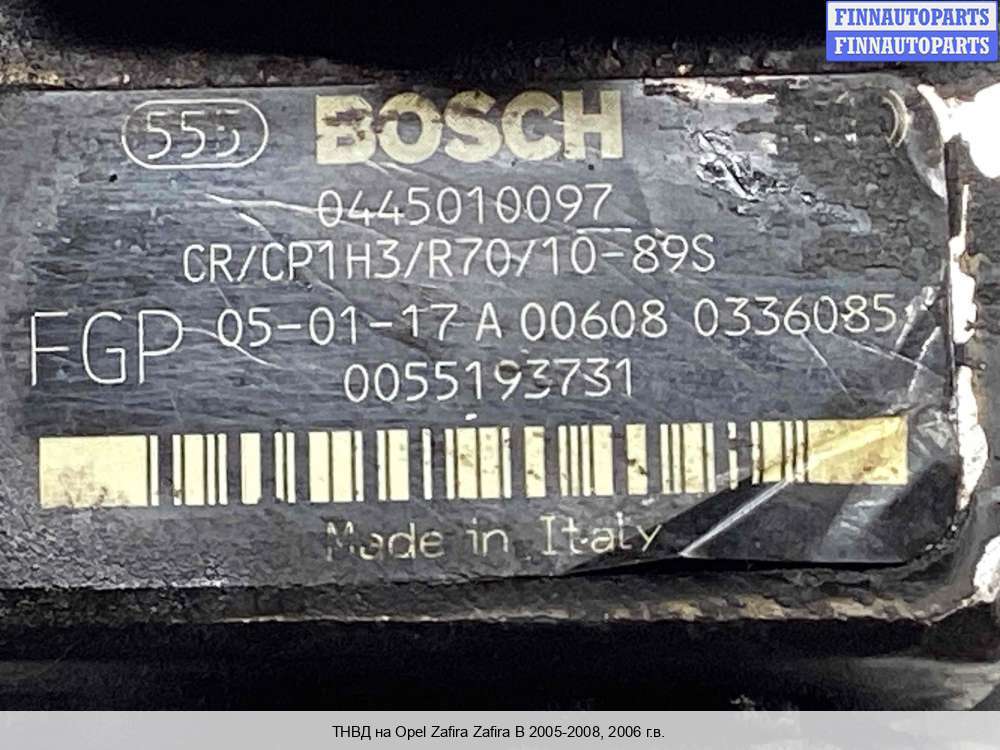 FINNAUTOPARTS
FINNAUTOPARTS
555 BOSCH
0445010097
CR/CP1H3/R70/10-89S
FGP 05-01-17 A 00608 0336085
0055193731
Made in Italy
ТНВД на Opel Zafira Zafira B 2005-2008, 2006 г.в.